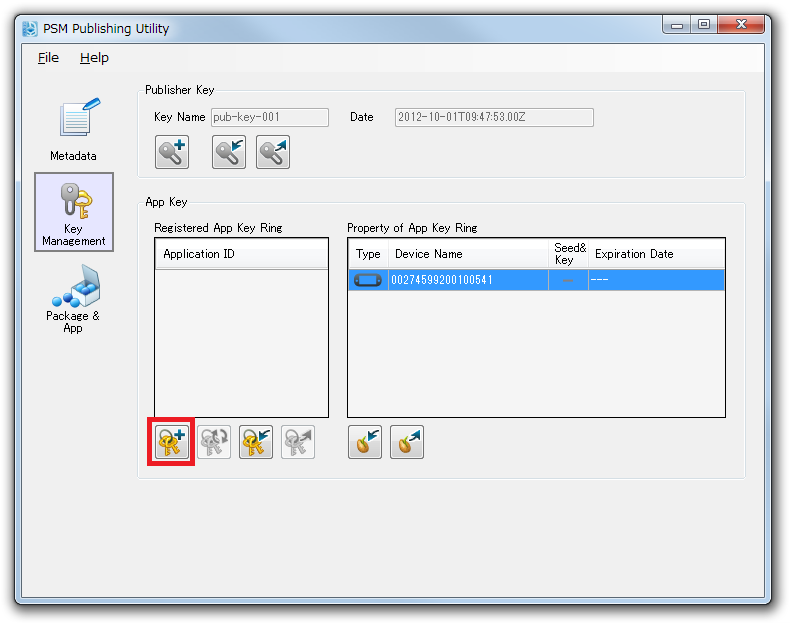 PSM Publishing Utility
File Help
Publisher Key
Key Name pub-key-001 Date 2012-10-01T09:47:53.00Z
Metadata
App Key
Registered App Key Ring Property of App Key Ring
Key
Management
Application ID Type Device Name Seed&
Key Expiration Date
00274599200100541 — ---
Package &
App